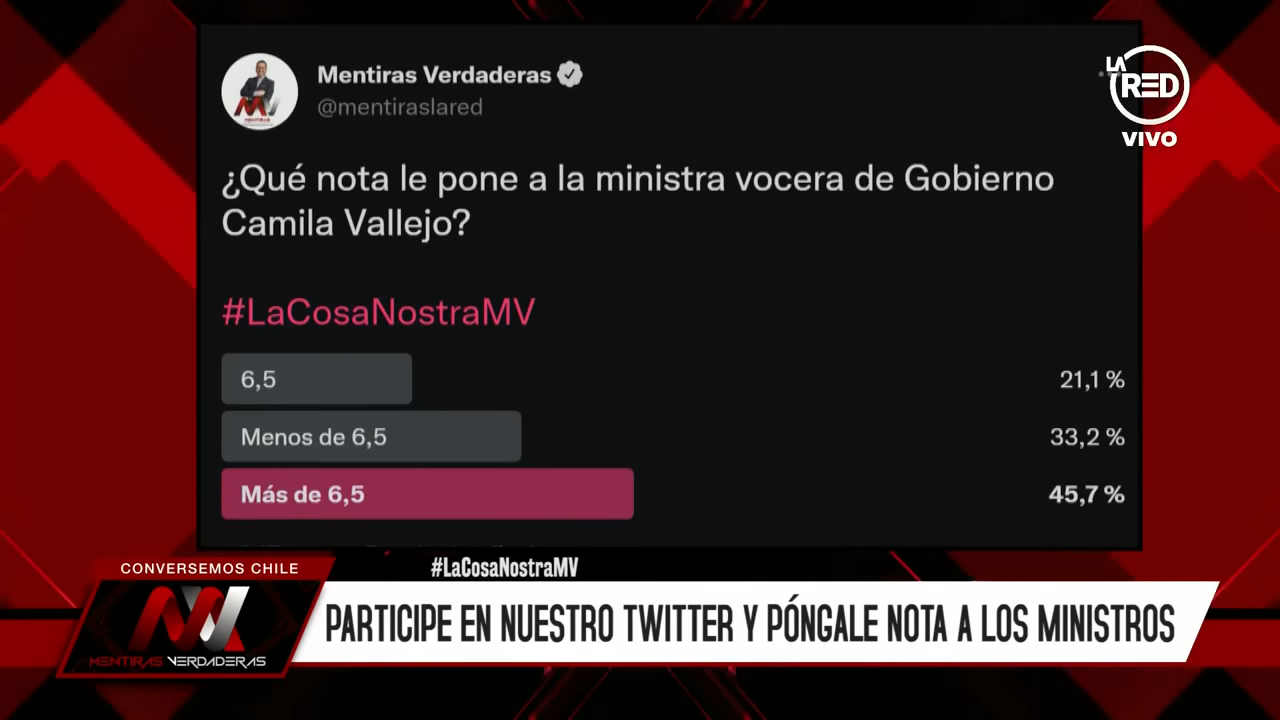 Mentiras Verdaderas
@mentiraslared
LA RED
VIVO
¿Qué nota le pone a la ministra vocera de Gobierno
Camila Vallejo?
#LaCosaNostraMV
6,5 21,1 %
Menos de 6,5 33,2 %
Más de 6,5 45,7 %
#LaCosaNostraMV
CONVERSEMOS CHILE
MV
MENTIRAS VERDADERAS
PARTICIPE EN NUESTRO TWITTER Y PÓNGALE NOTA A LOS MINISTROS